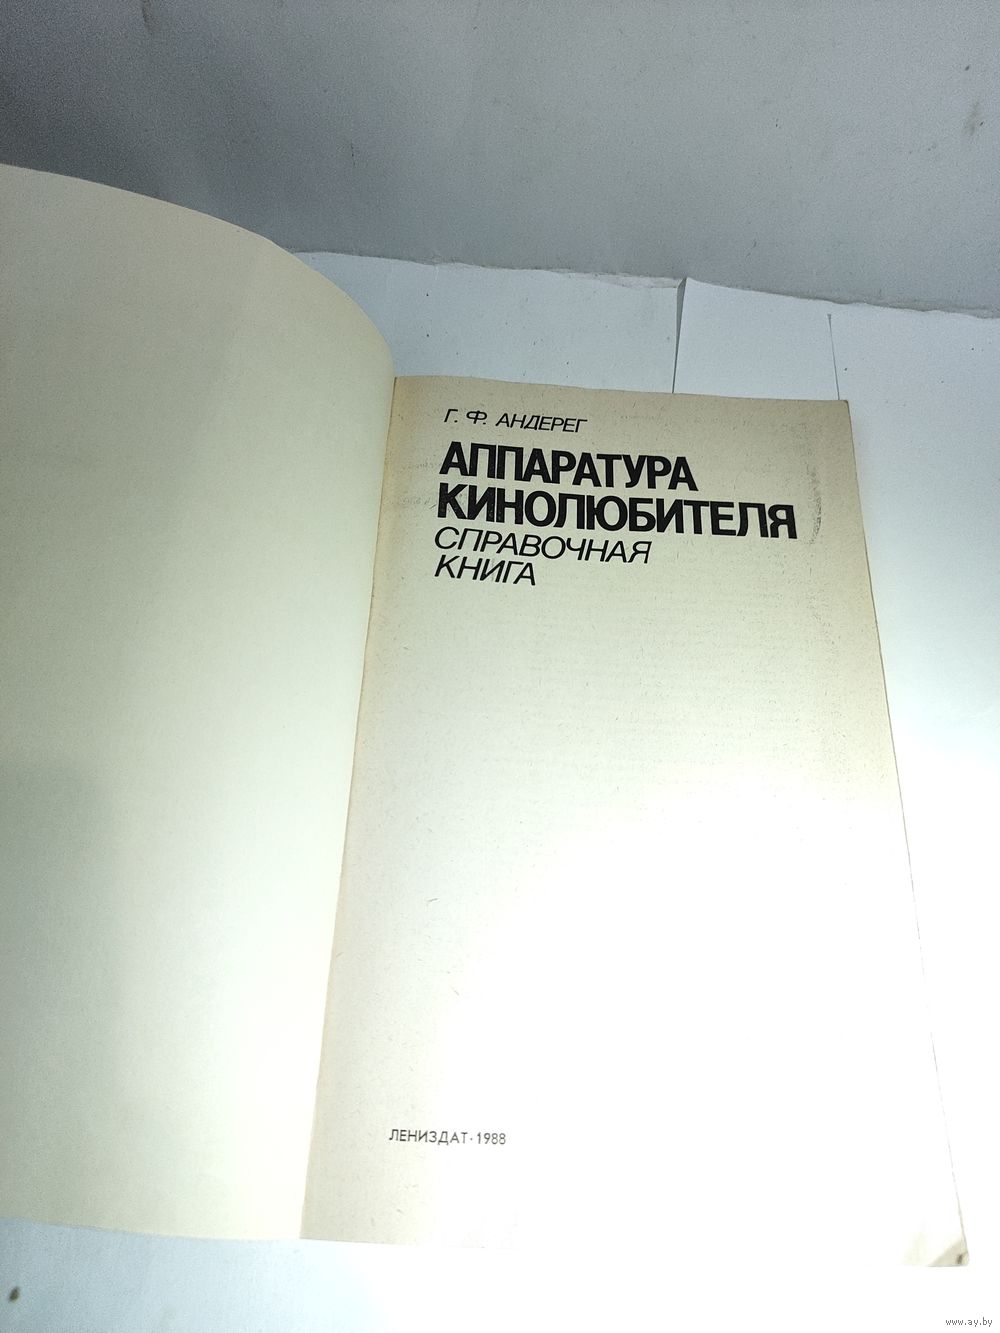 Г. Ф. АНДЕРЕГ
АППАРАТУРА
КИНОЛЮБИТЕЛЯ
СПРАВОЧНАЯ
КНИГА
ЛЕНИЗДАТ · 1988
www.ay.by